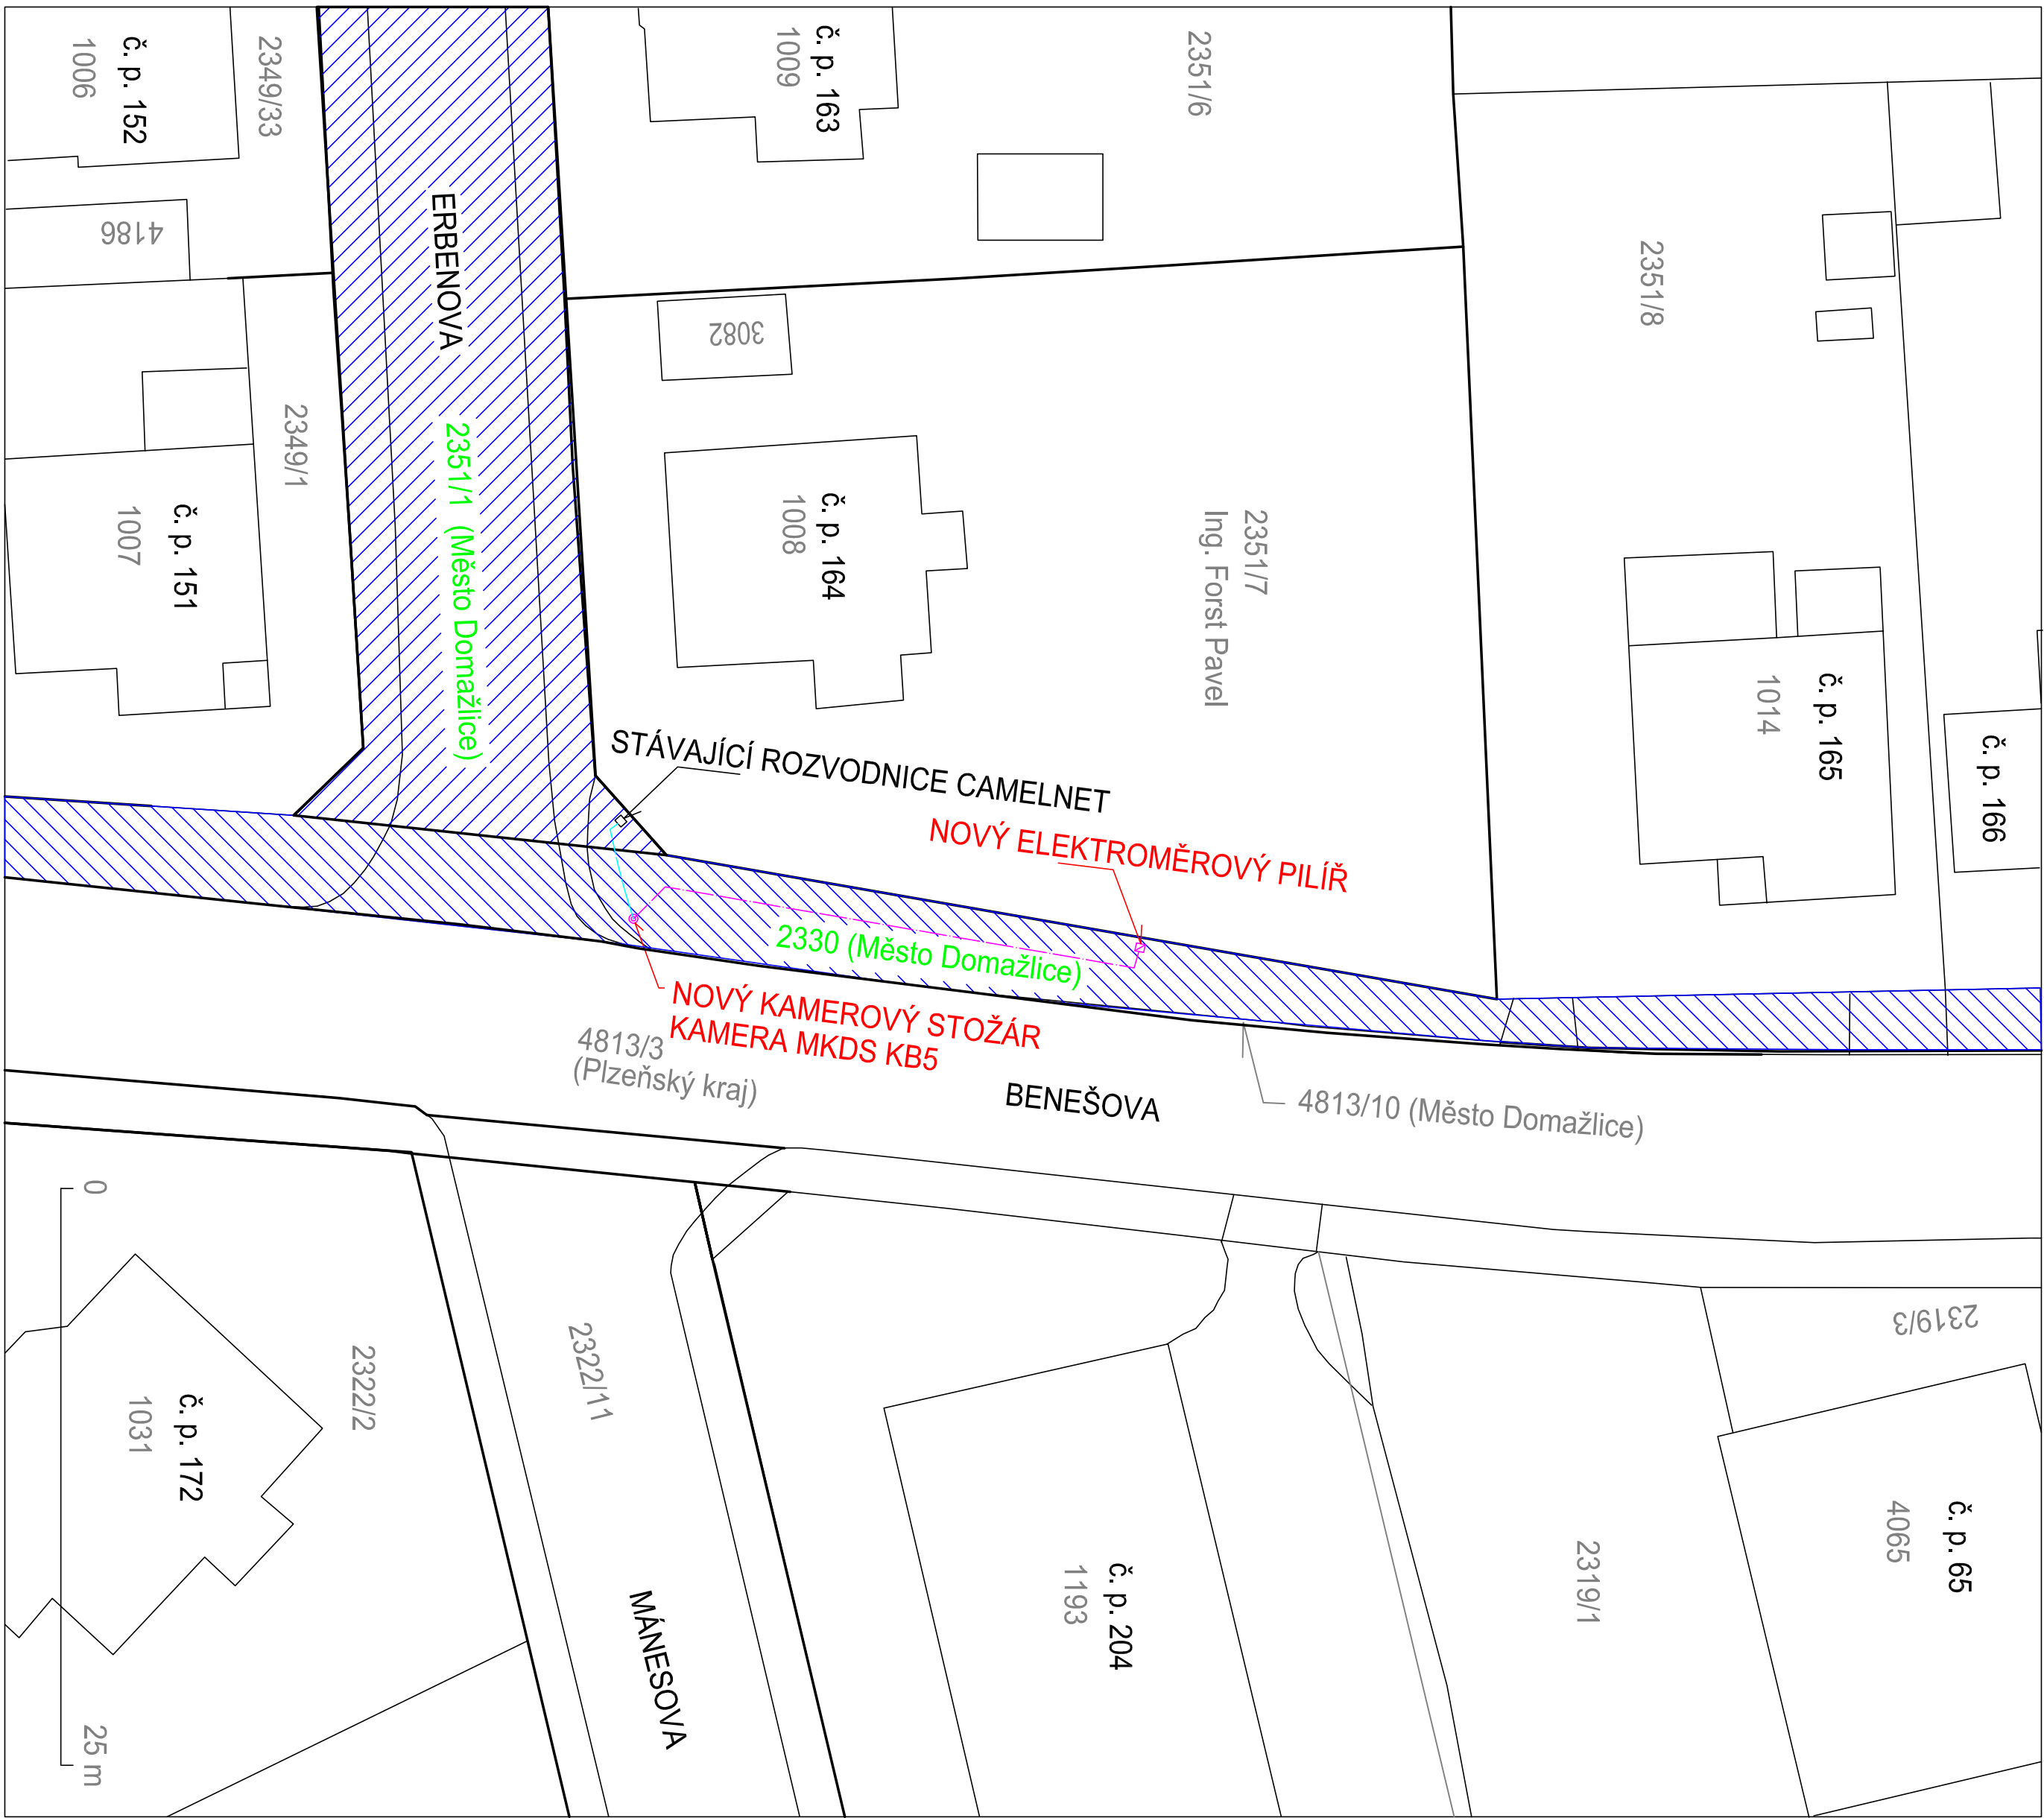 č. p. 152
1006
2349/33
4186
č. p. 163
1009
2351/6
2351/8
ERBENOVA
3082
2349/1
č. p. 151
1007
2351/1 (Město Domažlice)
č. p. 164
1008
2351/7
Ing. Forst Pavel
č. p. 165
1014
č. p. 166
STÁVAJÍCÍ ROZVODNICE CAMELNET
NOVÝ ELEKTROMĚROVÝ PILÍŘ
2330 (Město Domažlice)
NOVÝ KAMEROVÝ STOŽÁR
KAMERA MKDS KB5
4813/3
(Plzeňský kraj)
BENEŠOVA
4813/10 (Město Domažlice)
0
25 m
č. p. 172
1031
2322/2
2322/11
MÁNESOVA
č. p. 204
1193
2319/1
2319/3
č. p. 65
4065